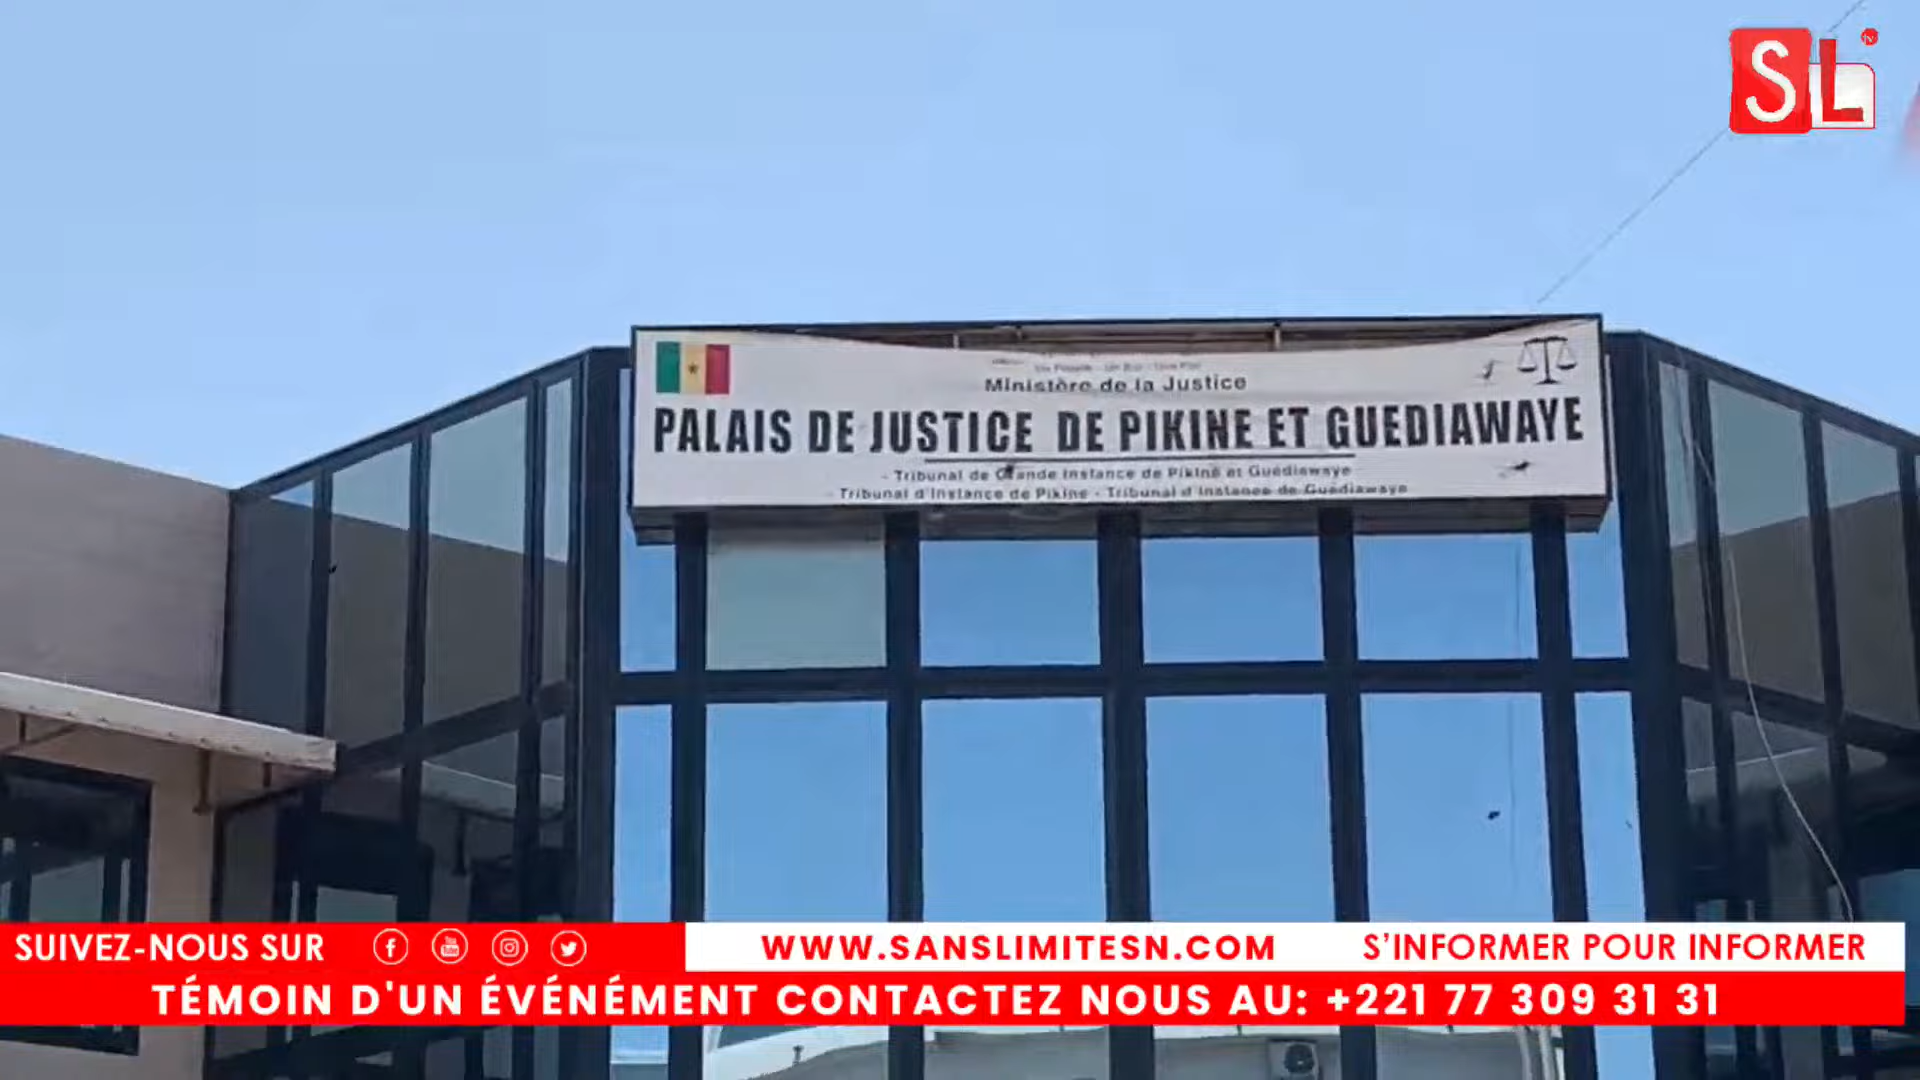 SL tv
Ministère de la Justice
PALAIS DE JUSTICE DE PIKINE ET GUEDIAWAYE
- Tribunal de Grande Instance de Pikine et Guédiawaye
- Tribunal d'Instance de Pikine - Tribunal d'Instance de Guédiawaye
SUIVEZ-NOUS SUR
WWW.SANSLIMITESN.COM
S'INFORMER POUR INFORMER
TÉMOIN D'UN ÉVÉNÉMENT CONTACTEZ NOUS AU: +221 77 309 31 31